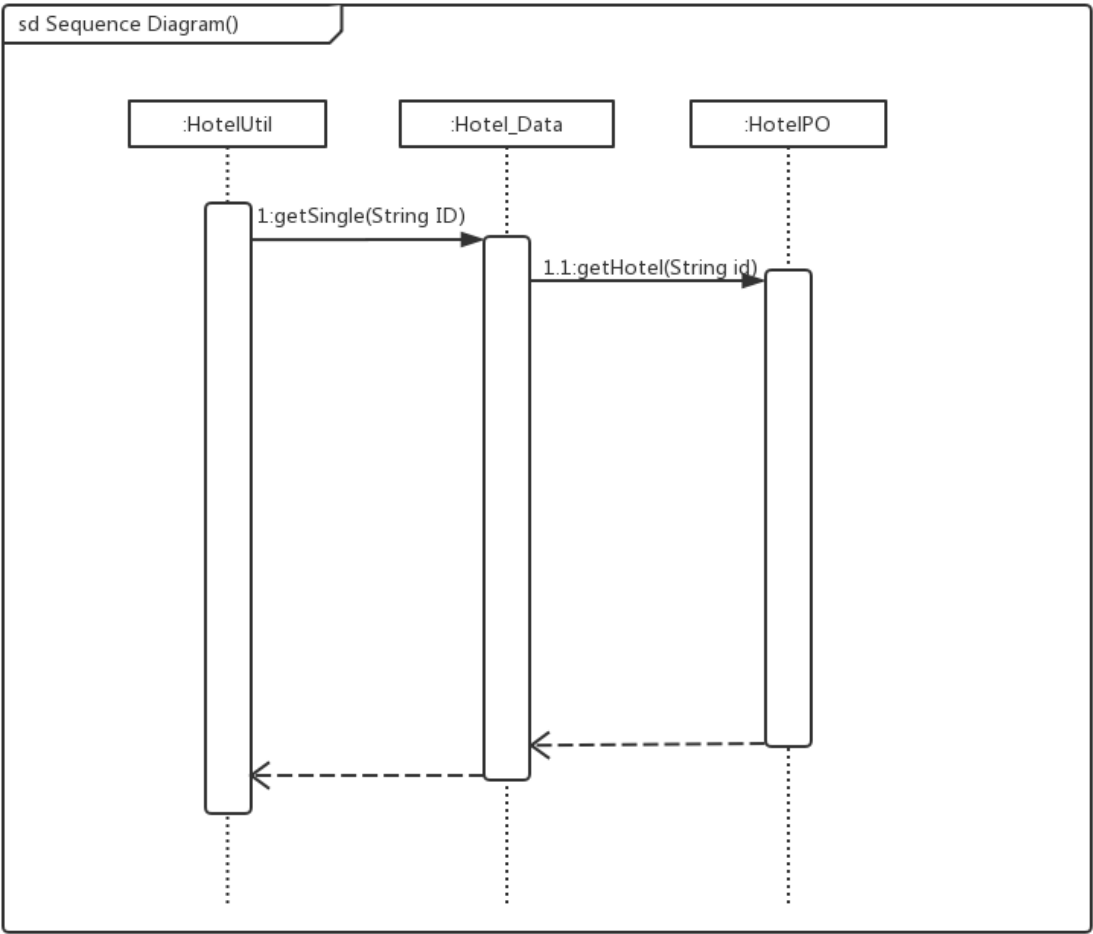 sd Sequence Diagram()
:HotelUtil
:Hotel_Data
:HotelPO
1:getSingle(String ID)
1.1:getHotel(String id)